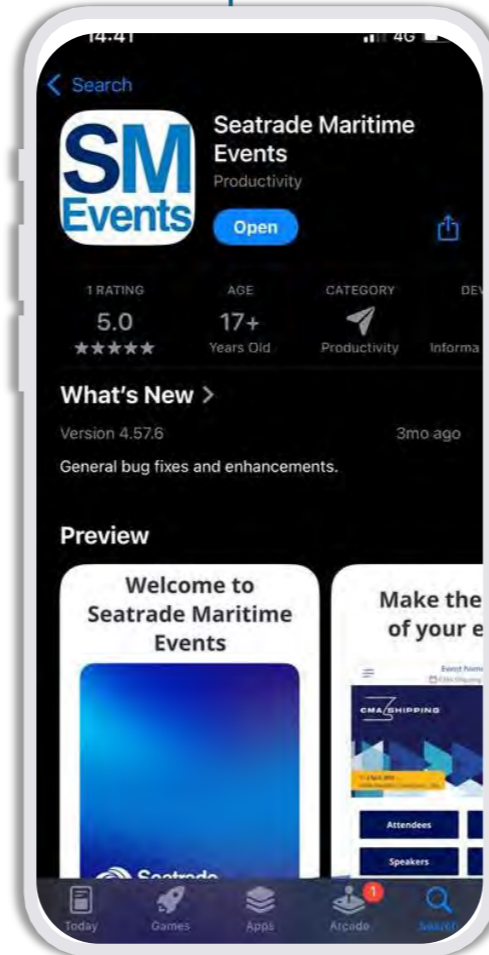 14:41
4G
Search
SM
Events
Seatrade Maritime
Events
Productivity
Open
1 RATING
AGE
CATEGORY
DEV
5.0
17+
★★★★★
Years Old
Productivity
Informa
What's New >
Version 4.57.6
3mo ago
General bug fixes and enhancements.
Preview
Welcome to
Seatrade Maritime
Events
Seatrade
Make the
of your e
CMA SHIPPING
Attendees
Speakers
1
Today
Games
Apps
Arcade
Search